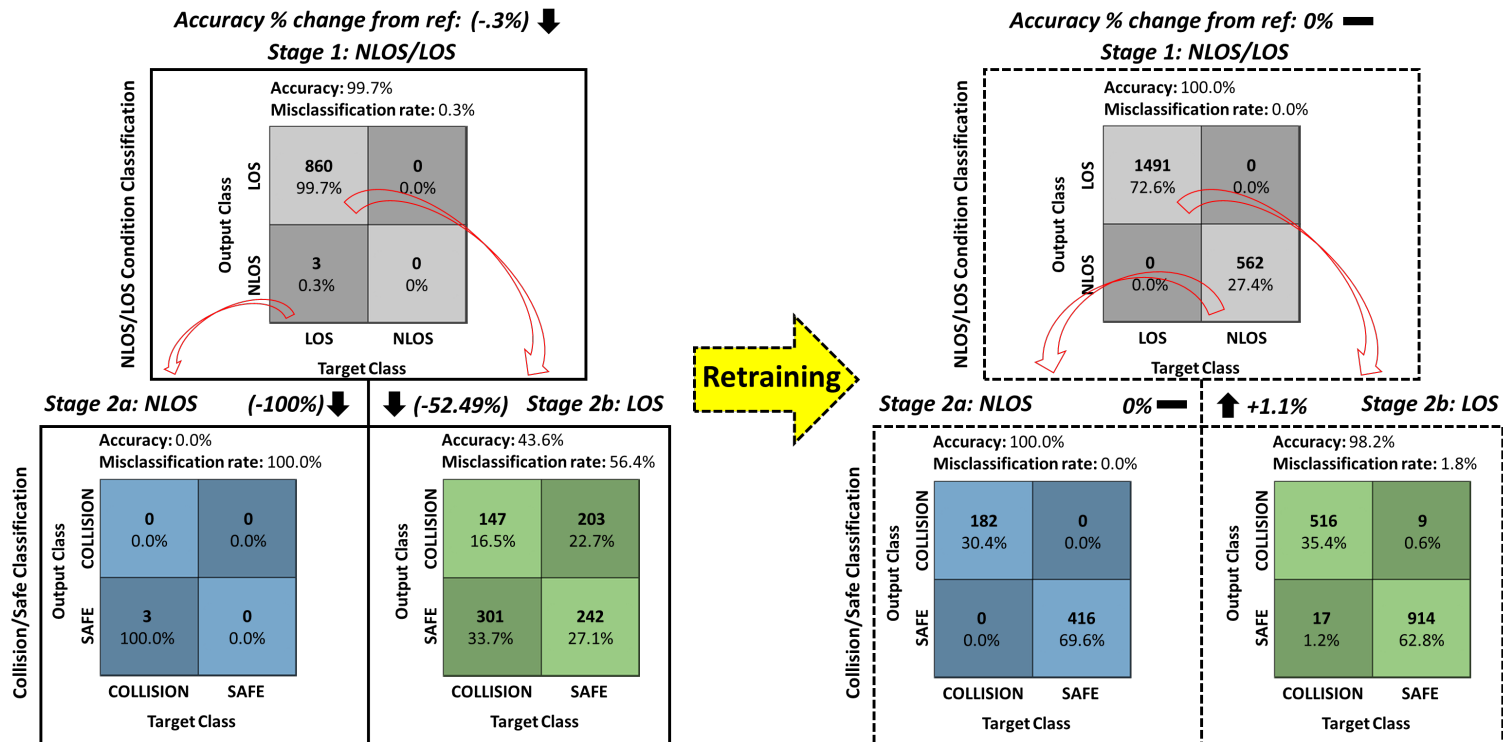 Accuracy % change from ref: (-.3%)
Stage 1: NLOS/LOS
NLOS/LOS Condition Classification
Accuracy: 99.7%
Misclassification rate: 0.3%
Output Class
LOS
NLOS
860
99.7%
0
0.0%
3
0.3%
0
0%
LOS
NLOS
Target Class
Stage 2a: NLOS
(-100%)
(-52.49%)
Stage 2b: LOS
Collision/Safe Classification
Accuracy: 0.0%
Misclassification rate: 100.0%
Output Class
COLLISION
SAFE
0
0.0%
0
0.0%
3
100.0%
0
0.0%
COLLISION
SAFE
Target Class
Accuracy: 43.6%
Misclassification rate: 56.4%
Output Class
COLLISION
SAFE
147
16.5%
203
22.7%
301
33.7%
242
27.1%
COLLISION
SAFE
Target Class
Retraining
Accuracy % change from ref: 0%
Stage 1: NLOS/LOS
NLOS/LOS Condition Classification
Accuracy: 100.0%
Misclassification rate: 0.0%
Output Class
LOS
NLOS
1491
72.6%
0
0.0%
0
0.0%
562
27.4%
LOS
NLOS
Target Class
Stage 2a: NLOS
0%
+1.1%
Stage 2b: LOS
Collision/Safe Classification
Accuracy: 100.0%
Misclassification rate: 0.0%
Output Class
COLLISION
SAFE
182
30.4%
0
0.0%
0
0.0%
416
69.6%
COLLISION
SAFE
Target Class
Accuracy: 98.2%
Misclassification rate: 1.8%
Output Class
COLLISION
SAFE
516
35.4%
9
0.6%
17
1.2%
914
62.8%
COLLISION
SAFE
Target Class